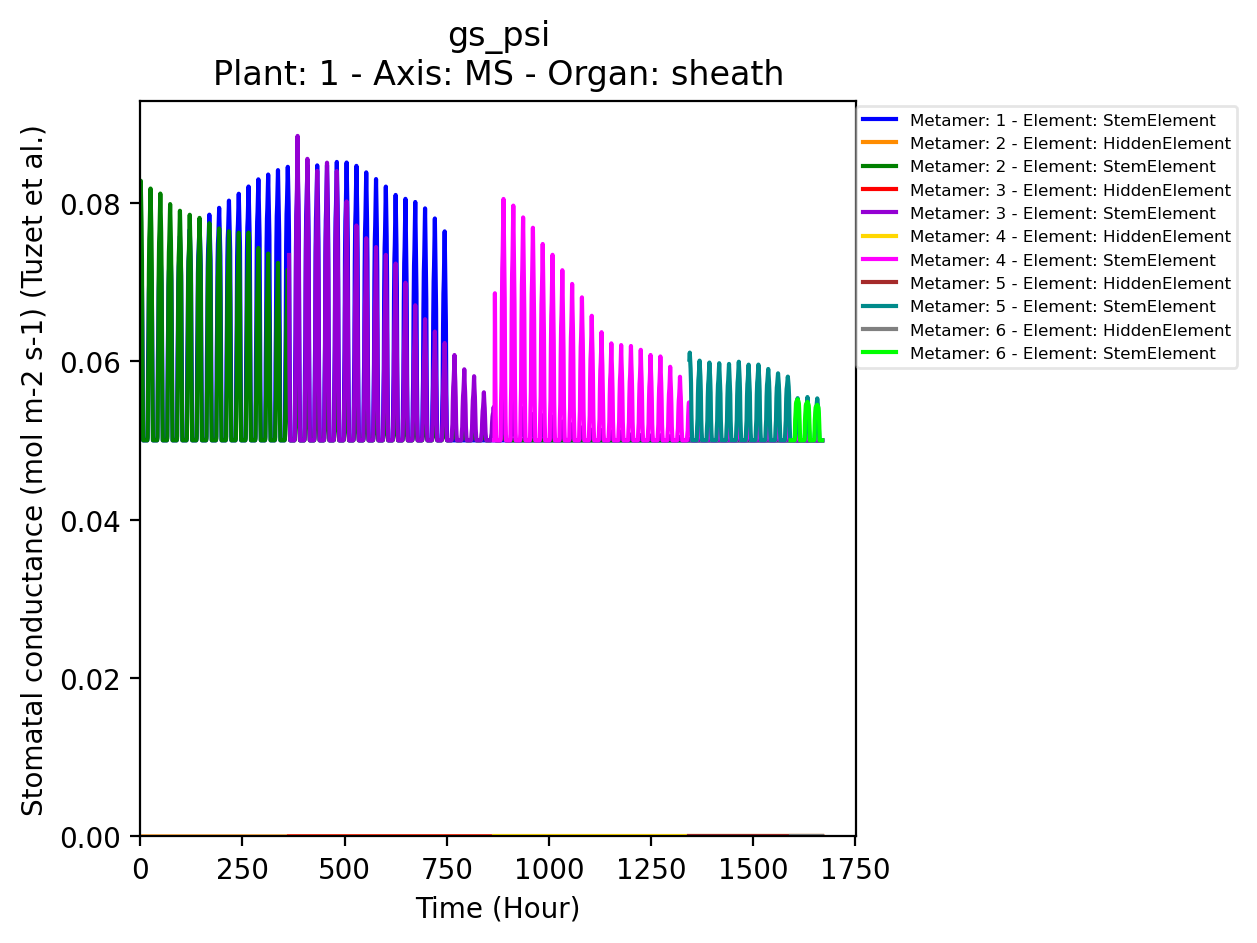 gs_psi
Plant: 1 - Axis: MS - Organ: sheath
Stomatal conductance (mol m-2 s-1) (Tuzet et al.)
0.08
0.06
0.04
0.02
0.00
0 250 500 750 1000 1250 1500 1750
Time (Hour)
Metamer: 1 - Element: StemElement
Metamer: 2 - Element: HiddenElement
Metamer: 2 - Element: StemElement
Metamer: 3 - Element: HiddenElement
Metamer: 3 - Element: StemElement
Metamer: 4 - Element: HiddenElement
Metamer: 4 - Element: StemElement
Metamer: 5 - Element: HiddenElement
Metamer: 5 - Element: StemElement
Metamer: 6 - Element: HiddenElement
Metamer: 6 - Element: StemElement